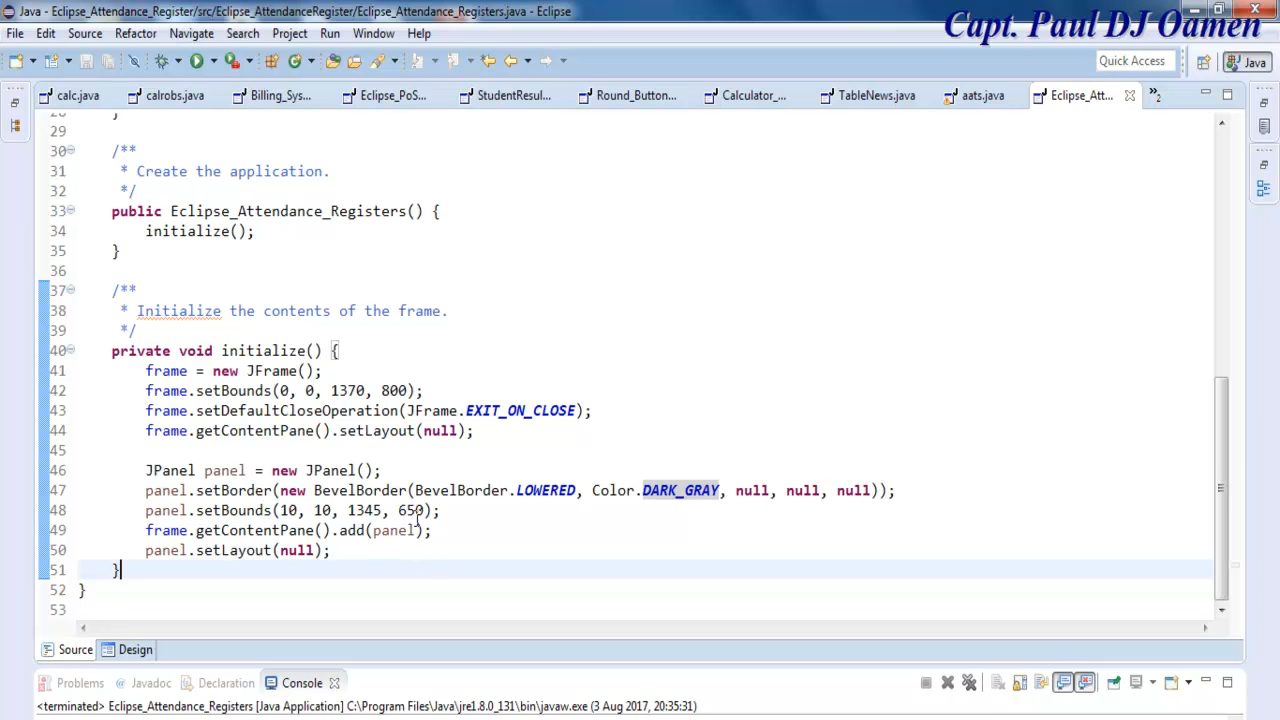 Java - Eclipse_Attendance_Register/src/Eclipse_AttendanceRegister/Eclipse_Attendance_Registers.java - Eclipse
Capt. Paul DJ Oamen
File Edit Source Refactor Navigate Search Project Run Window Help
Quick Access
Java
calc.java calrobs.java Billing_Sys... Eclipse_PoS... StudentResul... Round_Button... Calculator_... TableNews.java aats.java Eclipse_Att... »2
28 }
29
30 /**
31 * Create the application.
32 */
33 public Eclipse_Attendance_Registers() {
34 initialize();
35 }
36
37 /**
38 * Initialize the contents of the frame.
39 */
40 private void initialize() {
41 frame = new JFrame();
42 frame.setBounds(0, 0, 1370, 800);
43 frame.setDefaultCloseOperation(JFrame.EXIT_ON_CLOSE);
44 frame.getContentPane().setLayout(null);
45
46 JPanel panel = new JPanel();
47 panel.setBorder(new BevelBorder(BevelBorder.LOWERED, Color.DARK_GRAY, null, null, null));
48 panel.setBounds(10, 10, 1345, 650);
49 frame.getContentPane().add(panel);
50 panel.setLayout(null);
51 }
52 }
53
Source Design
Problems @ Javadoc Declaration Console
<terminated> Eclipse_Attendance_Registers [Java Application] C:\Program Files\Java\jre1.8.0_131\bin\javaw.exe (3 Aug 2017, 20:35:31)